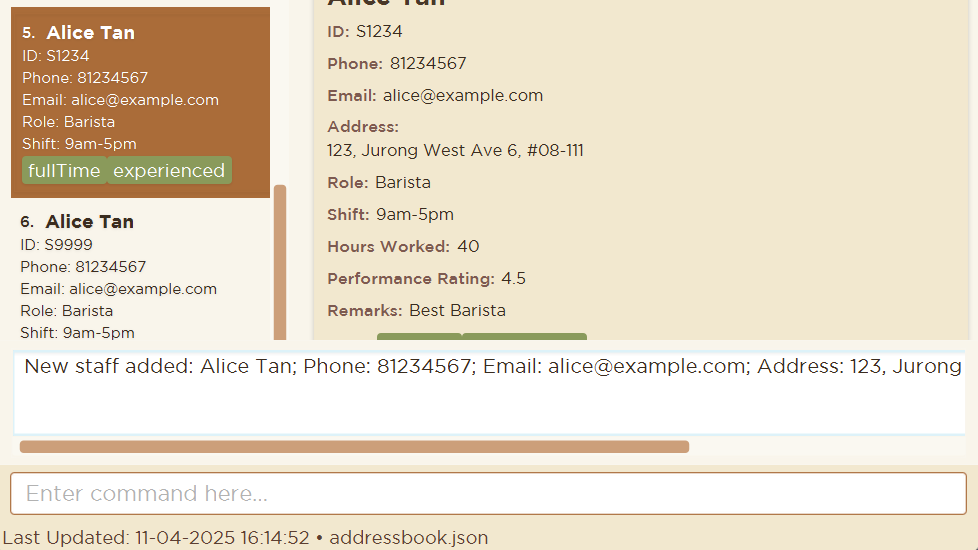 5. Alice Tan
ID: S1234
Phone: 81234567
Email: alice@example.com
Role: Barista
Shift: 9am-5pm
fullTime experienced
6. Alice Tan
ID: S9999
Phone: 81234567
Email: alice@example.com
Role: Barista
Shift: 9am-5pm
Alice Tan
ID: S1234
Phone: 81234567
Email: alice@example.com
Address:
123, Jurong West Ave 6, #08-111
Role: Barista
Shift: 9am-5pm
Hours Worked: 40
Performance Rating: 4.5
Remarks: Best Barista
New staff added: Alice Tan; Phone: 81234567; Email: alice@example.com; Address: 123, Jurong
Enter command here...
Last Updated: 11-04-2025 16:14:52 • addressbook.json